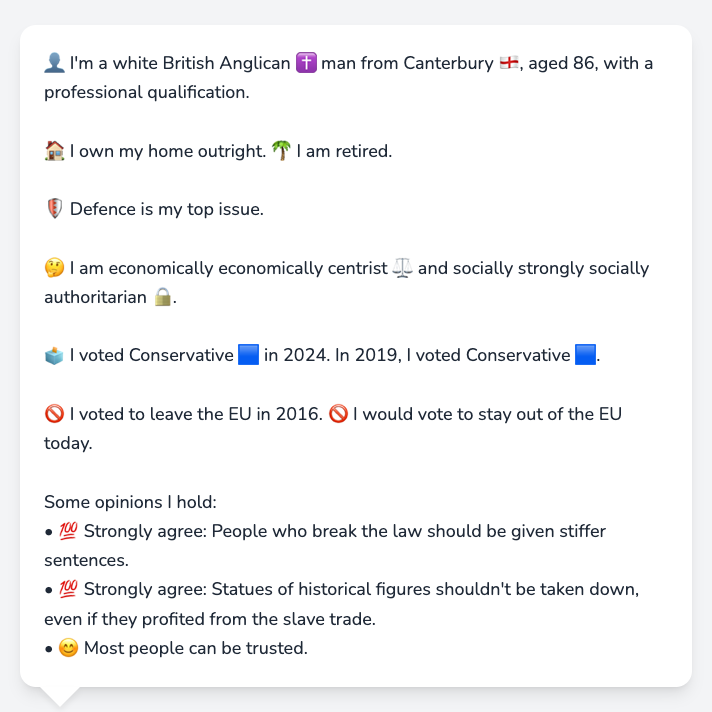 👤 I'm a white British Anglican ✝️ man from Canterbury 🏴󠁧󠁢󠁥󠁮󠁧󠁿, aged 86, with a
professional qualification.
🏠 I own my home outright. 🌴 I am retired.
🛡️ Defence is my top issue.
🤔 I am economically economically centrist ⚖️ and socially strongly socially
authoritarian 🔒.
🗳️ I voted Conservative 🟦 in 2024. In 2019, I voted Conservative 🟦.
🚫 I voted to leave the EU in 2016. 🚫 I would vote to stay out of the EU
today.
Some opinions I hold:
• 💯 Strongly agree: People who break the law should be given stiffer
sentences.
• 💯 Strongly agree: Statues of historical figures shouldn't be taken down,
even if they profited from the slave trade.
• 😊 Most people can be trusted.